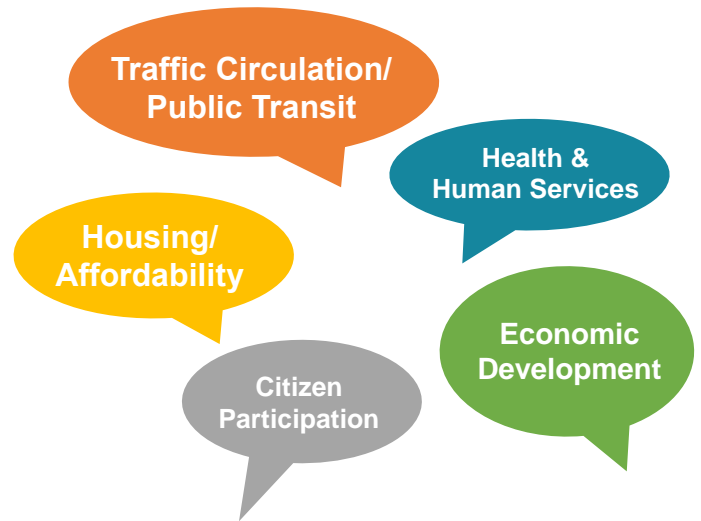 Traffic Circulation/
Public Transit
Health &
Human Services
Housing/
Affordability
Economic
Development
Citizen
Participation